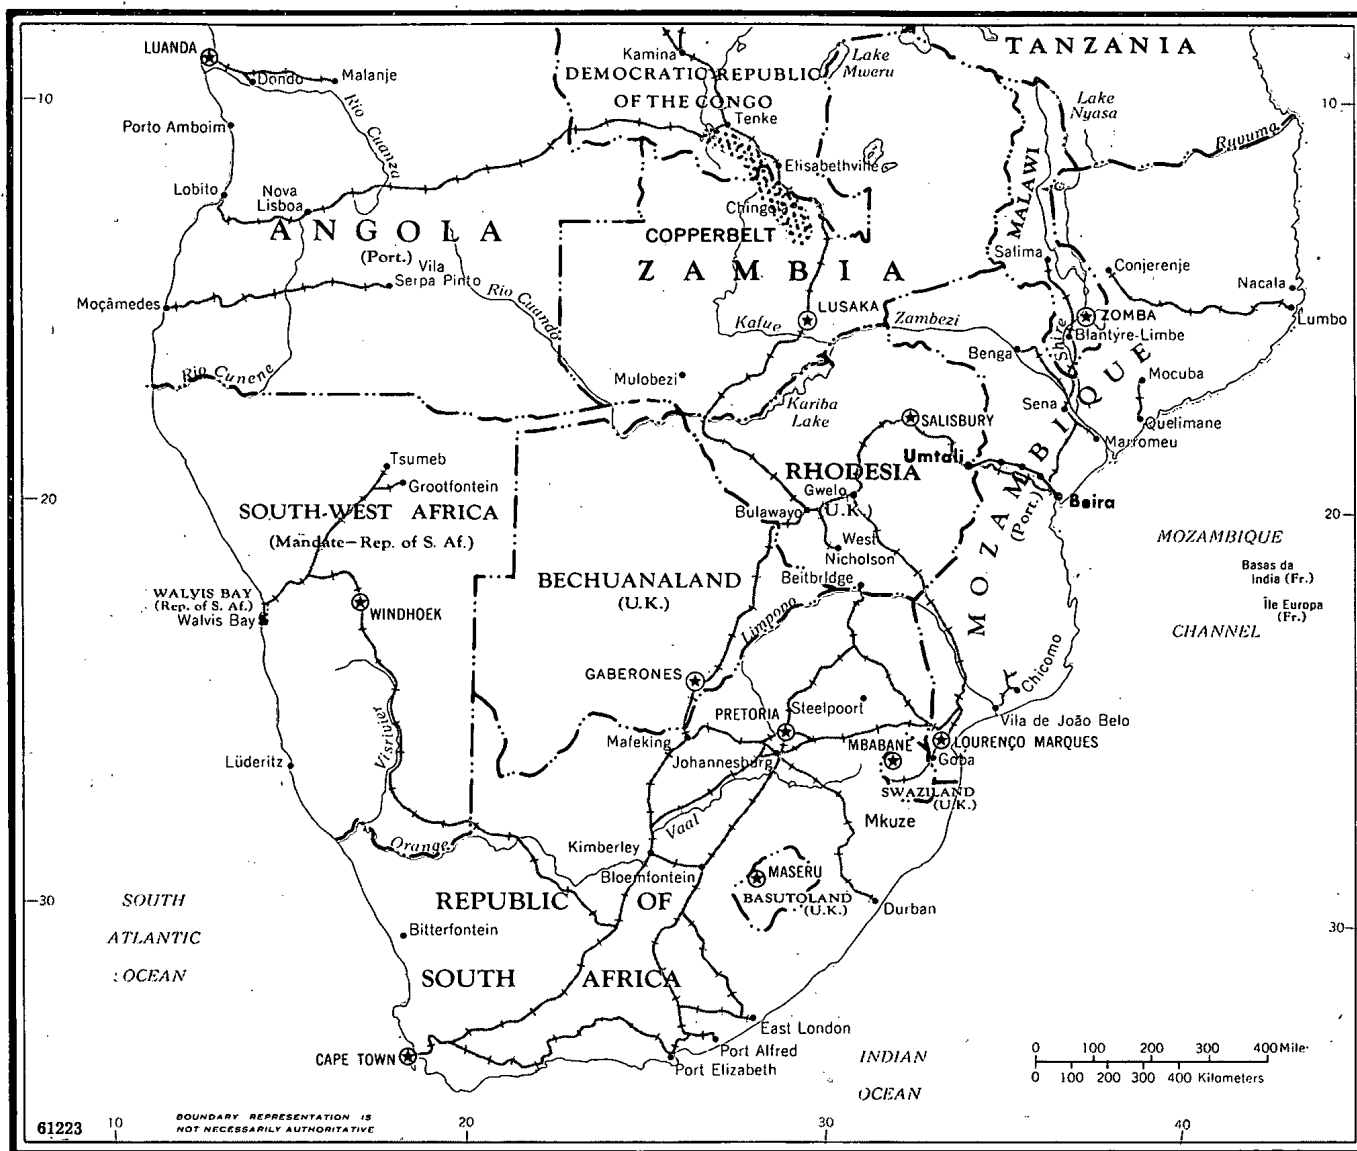 TANZANIA
LUANDA
Kamina
Lake
Mweru
Dondo
Malanje
DEMOCRATIC REPUBLIC
OF THE CONGO
10
10
Rio Cuanza
Lake
Nyasa
Porto Amboim
Tenke
Ruvuma
MALAWI
Elisabethville
Lobito
Nova
Lisboa
Chingola
ANGOLA
(Port.)
COPPERBELT
ZAMBIA
Salima
Conjerenje
Vila
Serpa Pinto
Rio Cuando
Nacala
Moçâmedes
LUSAKA
Kafue
Zambezi
ZOMBA
Lumbo
Shire
Blantyre-Limbe
Benga
Rio Cunene
Mulobezi
Mocuba
Kariba
Lake
SALISBURY
Sena
Quelimane
Marromeu
MOZAMBIQUE
(Port.)
Tsumeb
Umtali
Grootfontein
RHODESIA
(U.K.)
Gwelo
Beira
20
20
SOUTH-WEST AFRICA
(Mandate-Rep. of S. Af.)
Bulawayo
West
Nicholson
MOZAMBIQUE
CHANNEL
Basas da
India (Fr.)
Île Europa
(Fr.)
BECHUANALAND
(U.K.)
Beitbridge
WALVIS BAY
(Rep. of S. Af.)
Walvis Bay
WINDHOEK
Limpopo
GABERONES
Chicomo
PRETORIA
Steelpoort
Vila de João Belo
Visrivier
Mafeking
MBABANE
LOURENÇO MARQUES
Lüderitz
Johannesburg
Goba
SWAZILAND
(U.K.)
Vaal
Mkuze
Orange
Kimberley
Bloemfontein
MASERU
BASUTOLAND
(U.K.)
30
30
SOUTH
ATLANTIC
OCEAN
REPUBLIC OF
SOUTH AFRICA
Durban
Bitterfontein
East London
CAPE TOWN
Port Alfred
Port Elizabeth
INDIAN
OCEAN
0 100 200 300 400 Mile
0 100 200 300 400 Kilometers
61223
10
BOUNDARY REPRESENTATION IS
NOT NECESSARILY AUTHORITATIVE
20
30
40